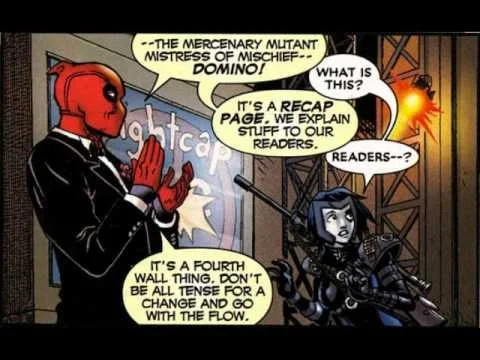 --THE MERCENARY MUTANT
MISTRESS OF MISCHIEF--
DOMINO!
WHAT IS
THIS?
IT'S A RECAP
PAGE. WE EXPLAIN
STUFF TO OUR
READERS.
READERS--?
ightcap
IT'S A FOURTH
WALL THING. DON'T
BE ALL TENSE FOR A
CHANGE AND GO
WITH THE FLOW.